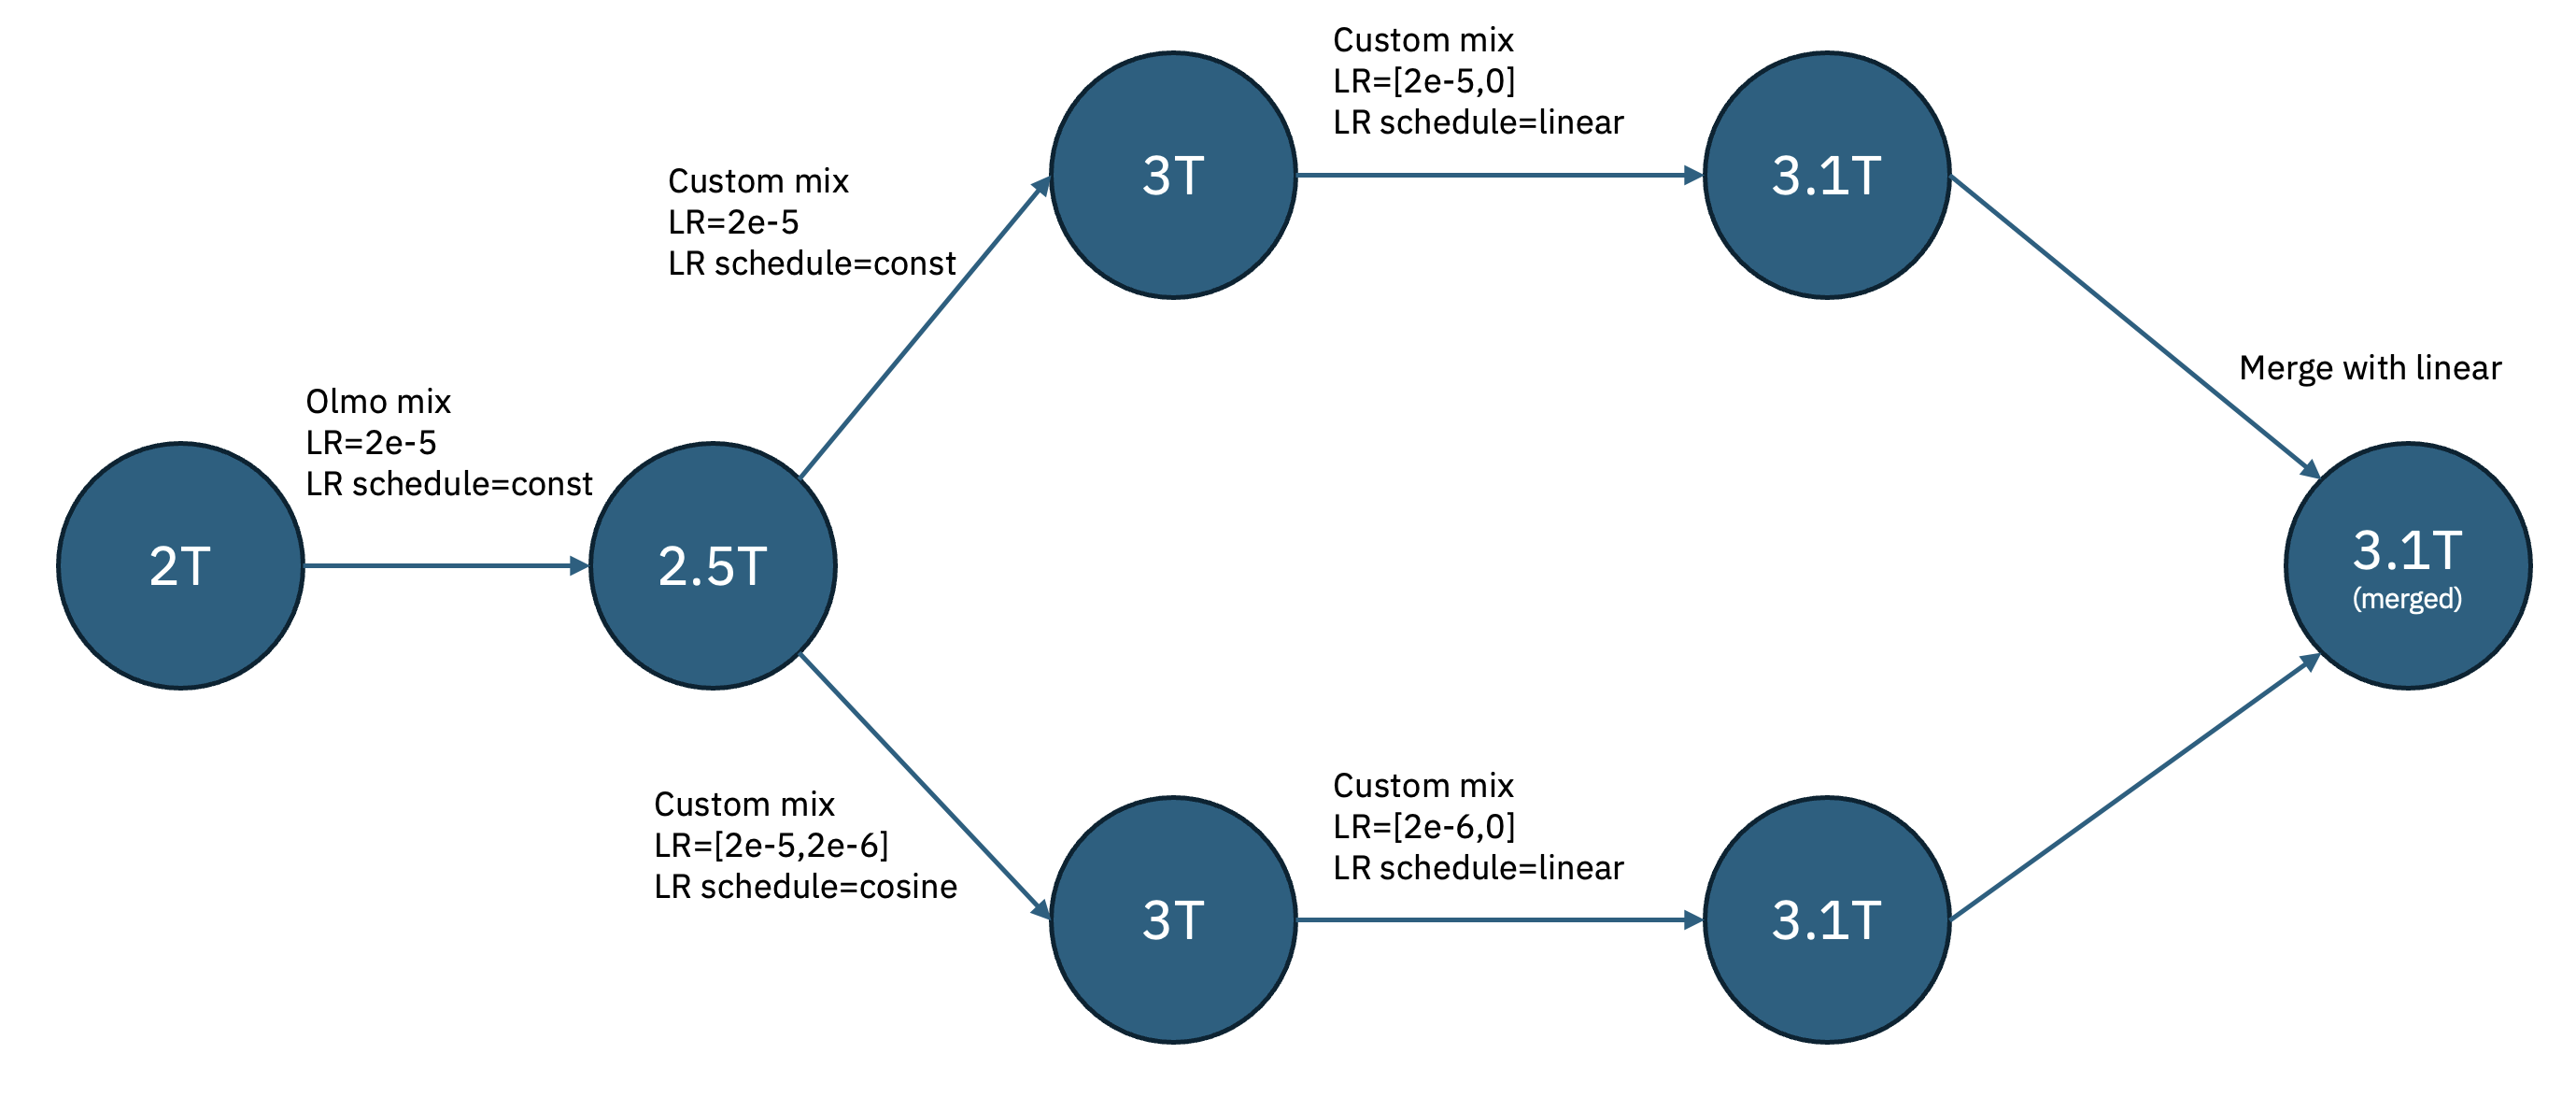 2T
Olmo mix
LR=2e-5
LR schedule=const
2.5T
Custom mix
LR=2e-5
LR schedule=const
3T
Custom mix
LR=[2e-5,0]
LR schedule=linear
3.1T
Merge with linear
Custom mix
LR=[2e-5,2e-6]
LR schedule=cosine
3T
Custom mix
LR=[2e-6,0]
LR schedule=linear
3.1T
3.1T
(merged)